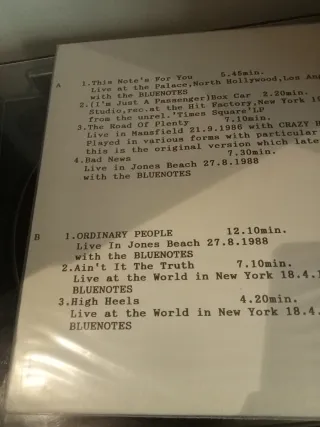 A 1.This Note's For You 5.45min.
Live at the Palace,North Hollywood,Los
with the BLUENOTES
2.(I'm Just A Passenger)Box Car 2.20min.
Studio,rec.at the Hit Factory,New York
from the unrel.'Times Square'LP
3.The Road Of Plenty 7.10min.
Live in Mansfield 21.9.1986 with CRAZY
Played in various forms with particular
this is the original version which
4.Bad News 7.30min.
Live in Jones Beach 27.8.1988
with the BLUENOTES
B 1.ORDINARY PEOPLE 12.10min.
Live In Jones Beach 27.8.1988
with the BLUENOTES
2.Ain't It The Truth 7.10min.
Live at the World in New York 18.4.
BLUENOTES
3.High Heels 4.20min.
Live at the World in New York 18.4.
BLUENOTES